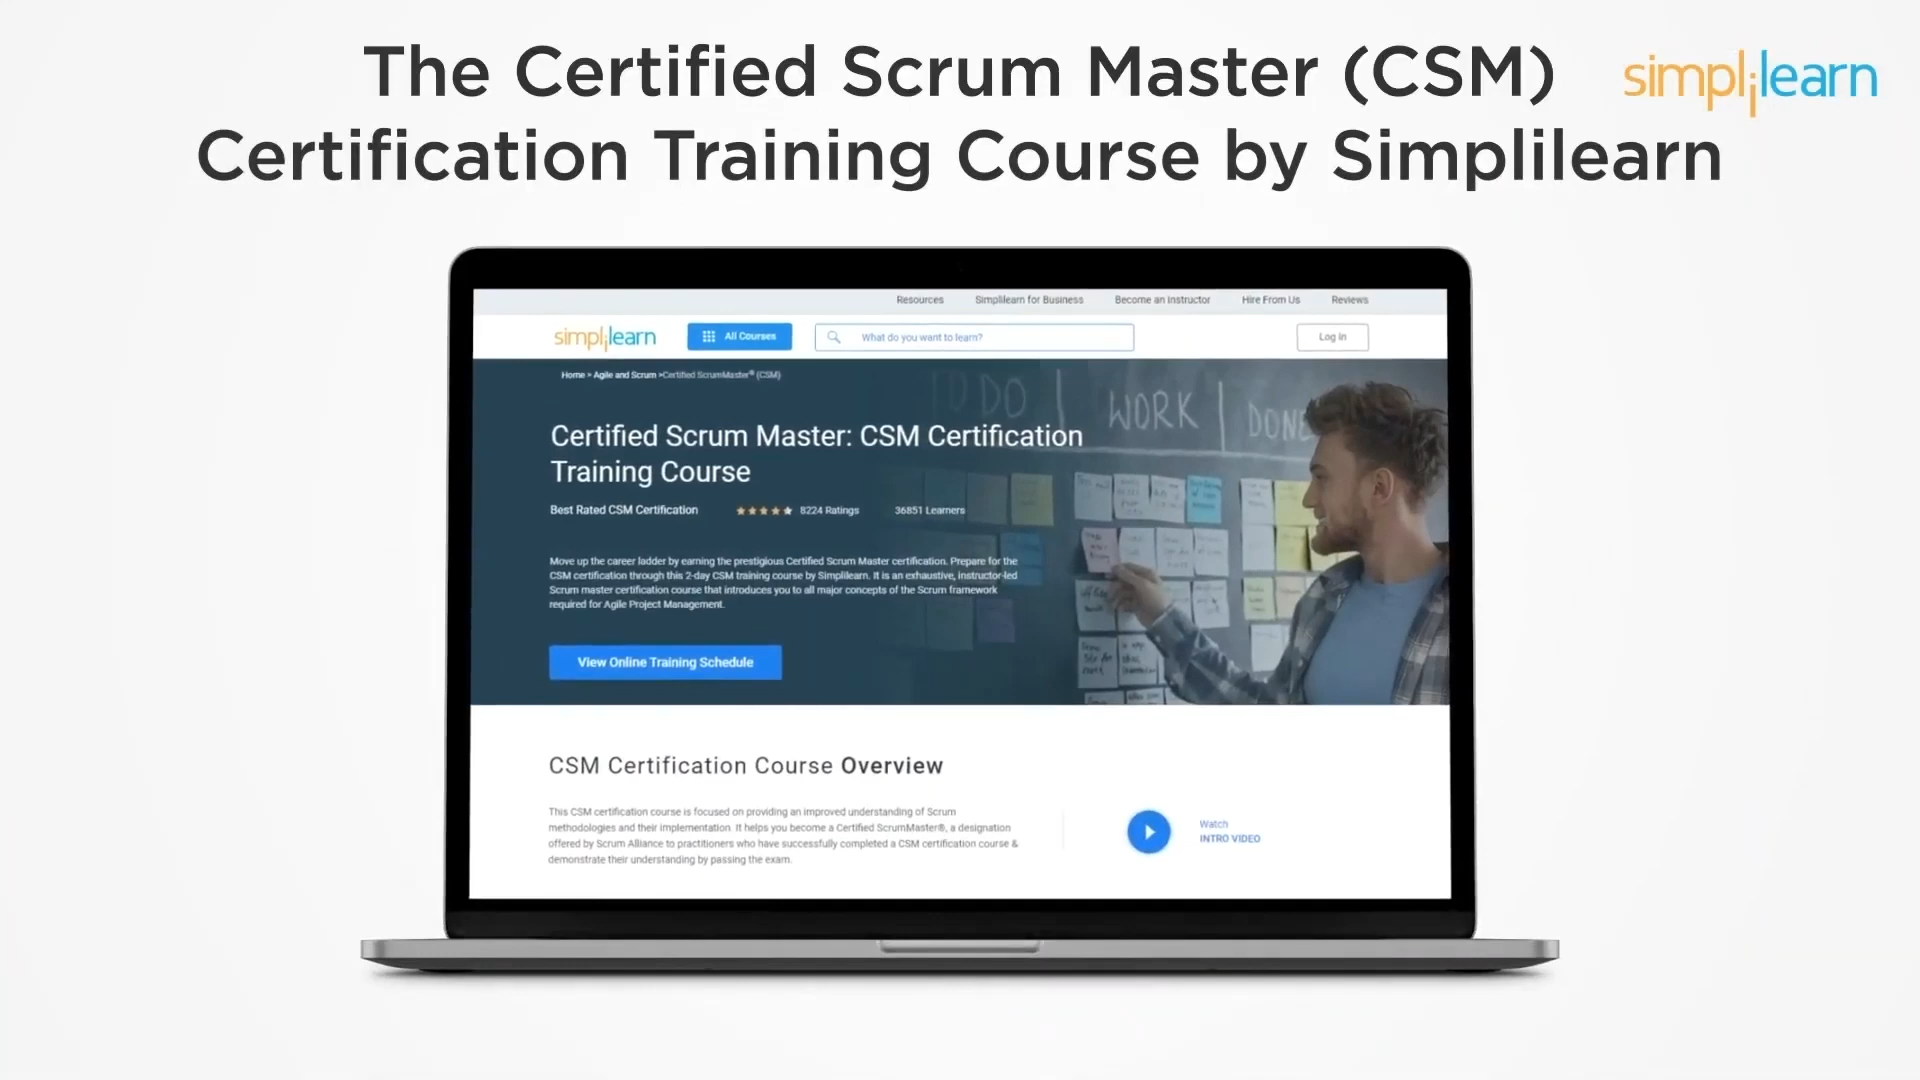 The Certified Scrum Master (CSM)
simplilearn
Certification Training Course by Simplilearn
Resources Simplilearn for Business Become an Instructor Hire From Us Reviews
simplilearn All Courses What do you want to learn? Log in
Home > Agile and Scrum >Certified ScrumMaster® (CSM)
TO DO | WORK | DONE
Certified Scrum Master: CSM Certification
Training Course
Best Rated CSM Certification 8224 Ratings 36851 Learners
Move up the career ladder by earning the prestigious Certified Scrum Master certification. Prepare for the
CSM certification through this 2-day CSM training course by Simplilearn. It is an exhaustive, instructor-led
Scrum master certification course that introduces you to all major concepts of the Scrum framework
required for Agile Project Management.
View Online Training Schedule
CSM Certification Course Overview
This CSM certification course is focused on providing an improved understanding of Scrum
methodologies and their implementation. It helps you become a Certified ScrumMaster®, a designation
offered by Scrum Alliance to practitioners who have successfully completed a CSM certification course &
demonstrate their understanding by passing the exam.
Watch
INTRO VIDEO